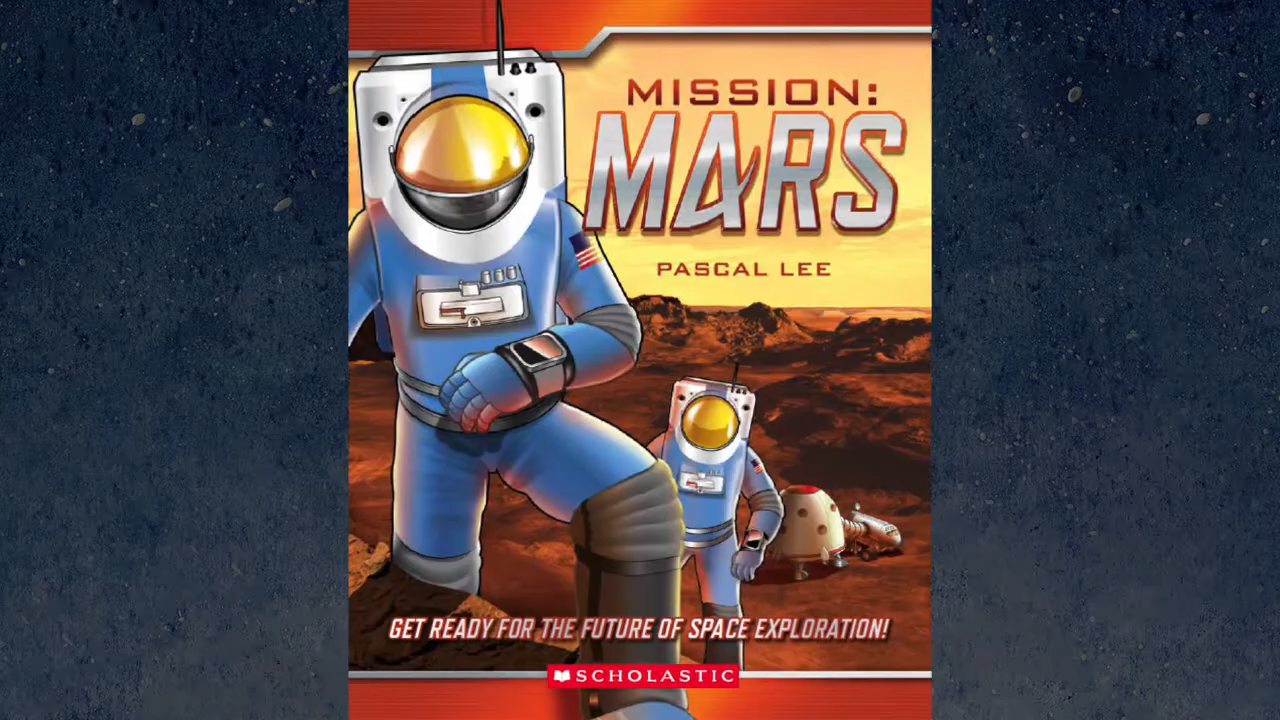 MISSION:
MARS
PASCAL LEE
GET READY FOR THE FUTURE OF SPACE EXPLORATION!
SCHOLASTIC